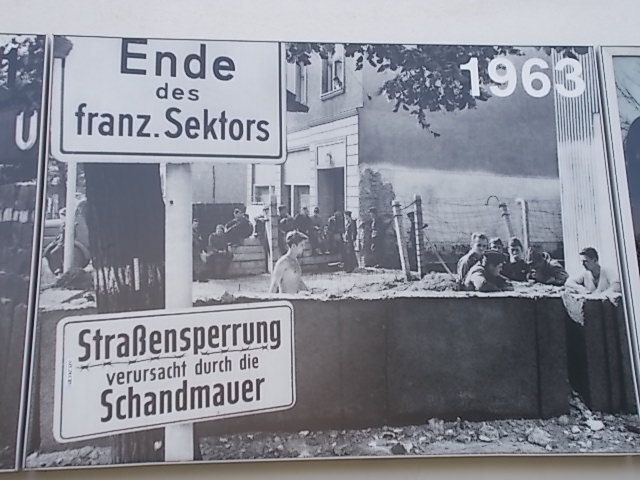 Ende
des
franz. Sektors
1963
U
Straßensperrung
verursacht durch die
Schandmauer